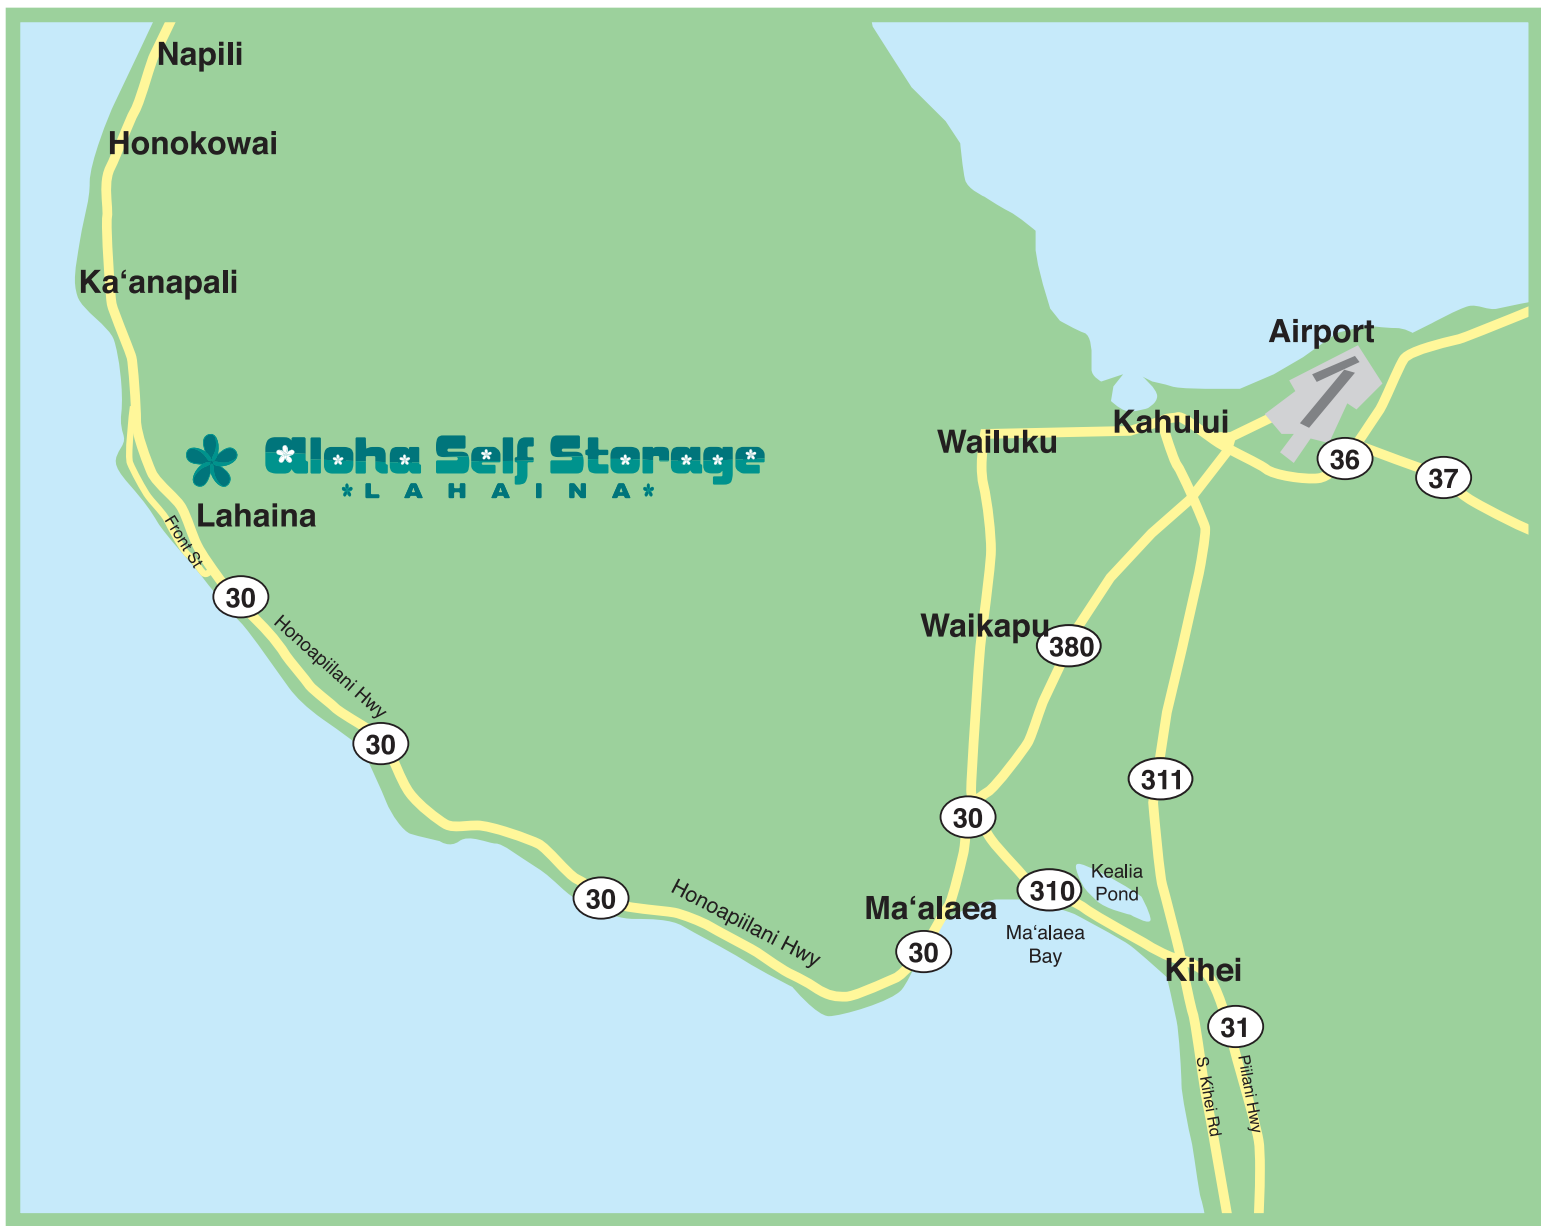 Napili
Honokowai
Ka‘anapali
Airport
Kahului
Wailuku
Aloha Self Storage
LAHAINA
36
37
Lahaina
Front St
30
Honoapiilani Hwy
Waikapu
380
30
311
30
Kealia
Pond
310
30
Honoapiilani Hwy
Ma‘alaea
Ma‘alaea
Bay
30
Kihei
31
S. Kihei Rd
Piilani Hwy